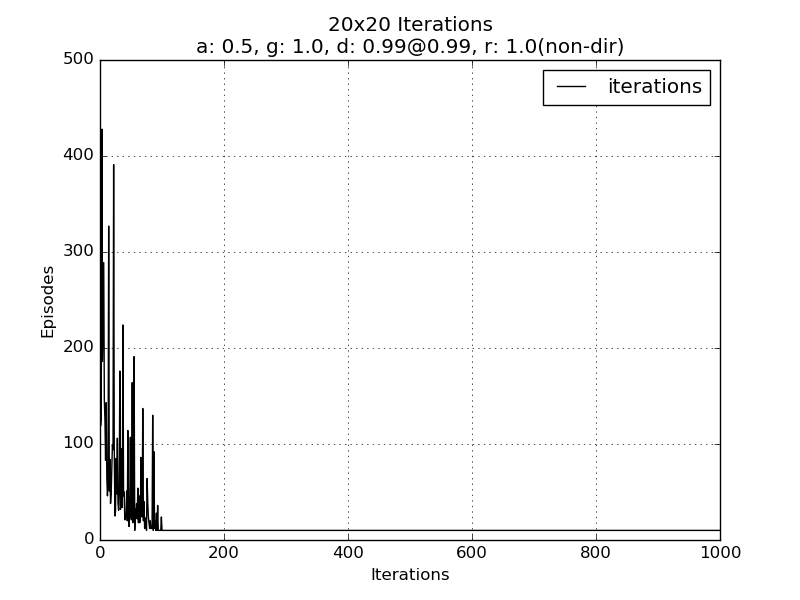 20x20 Iterations
a: 0.5, g: 1.0, d: 0.99@0.99, r: 1.0(non-dir)
500
iterations
400
300
Episodes
200
100
0
0 200 400 600 800 1000
Iterations